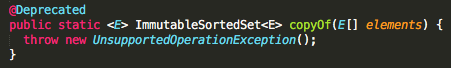 @Deprecated
public static <E> ImmutableSortedSet<E> copyOf(E[] elements) {
  throw new UnsupportedOperationException();
}